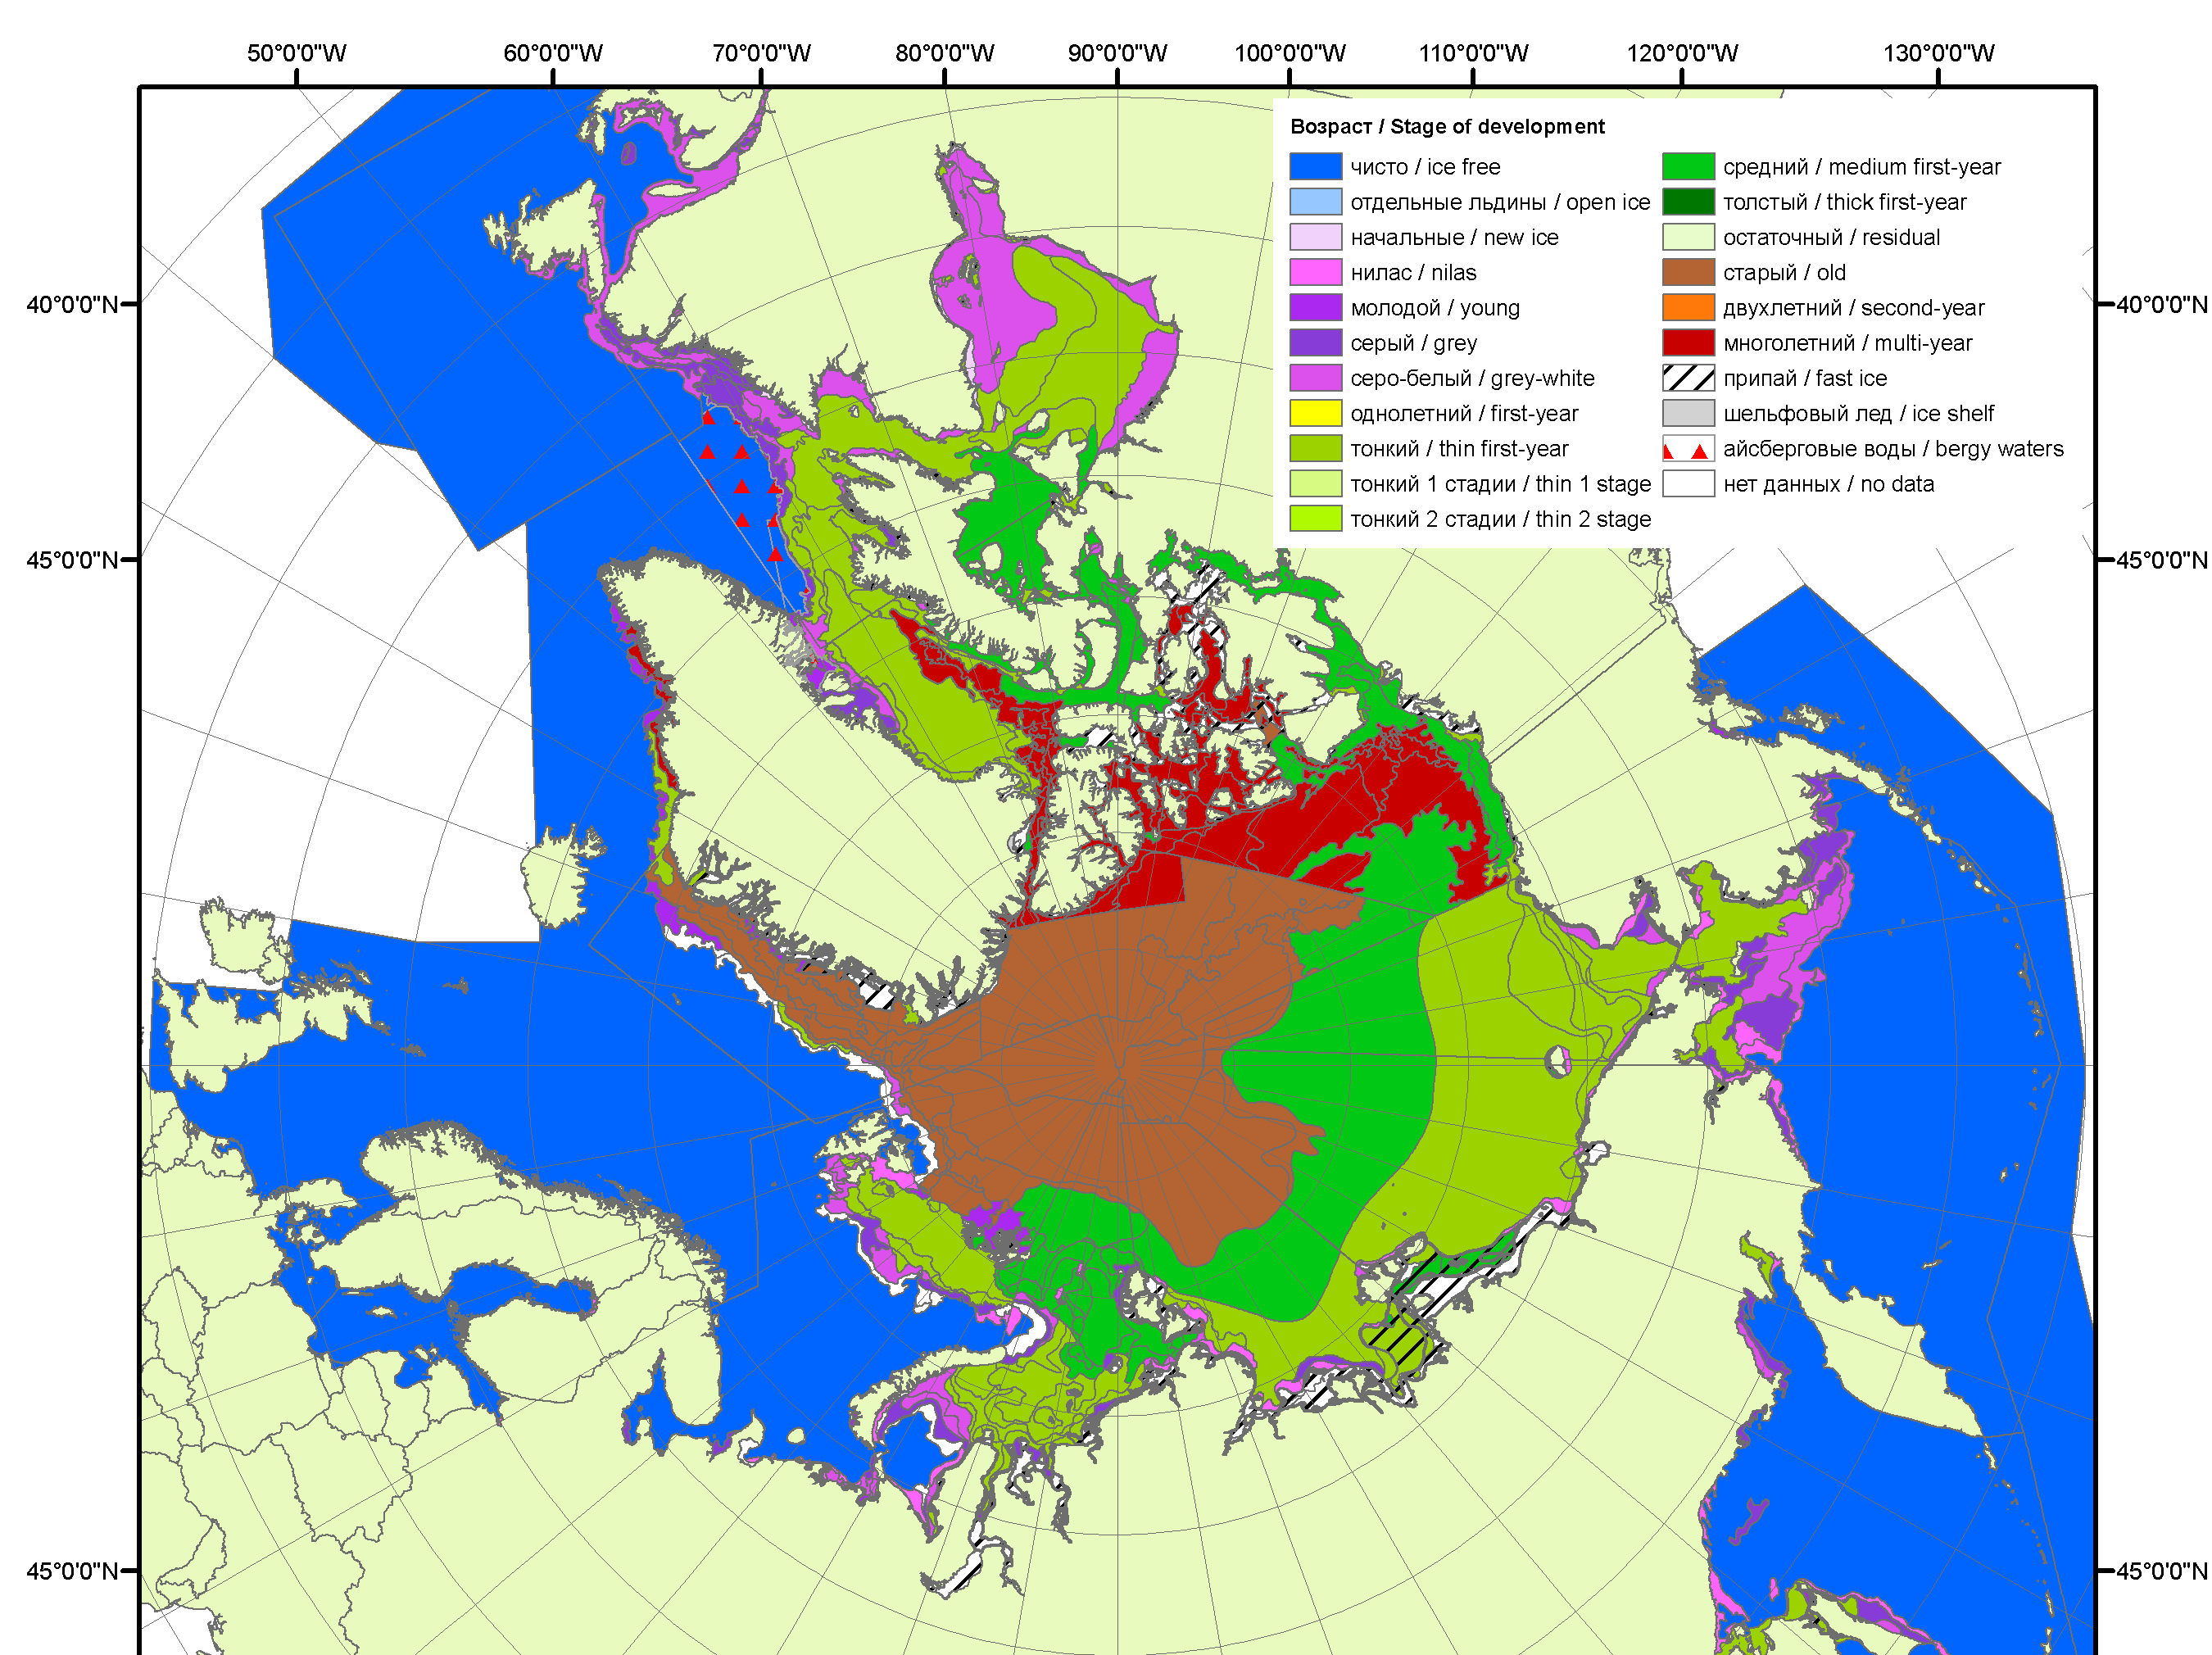 50°0'0"W 60°0'0"W 70°0'0"W 80°0'0"W 90°0'0"W 100°0'0"W 110°0'0"W 120°0'0"W 130°0'0"W
Возраст / Stage of development
чисто / ice free
отдельные льдины / open ice
начальные / new ice
нилас / nilas
молодой / young
серый / grey
серо-белый / grey-white
однолетний / first-year
тонкий / thin first-year
тонкий 1 стадии / thin 1 stage
тонкий 2 стадии / thin 2 stage
средний / medium first-year
толстый / thick first-year
остаточный / residual
старый / old
двухлетний / second-year
многолетний / multi-year
припай / fast ice
шельфовый лед / ice shelf
айсберговые воды / bergy waters
нет данных / no data
40°0'0"N
40°0'0"N
45°0'0"N
45°0'0"N
45°0'0"N
45°0'0"N